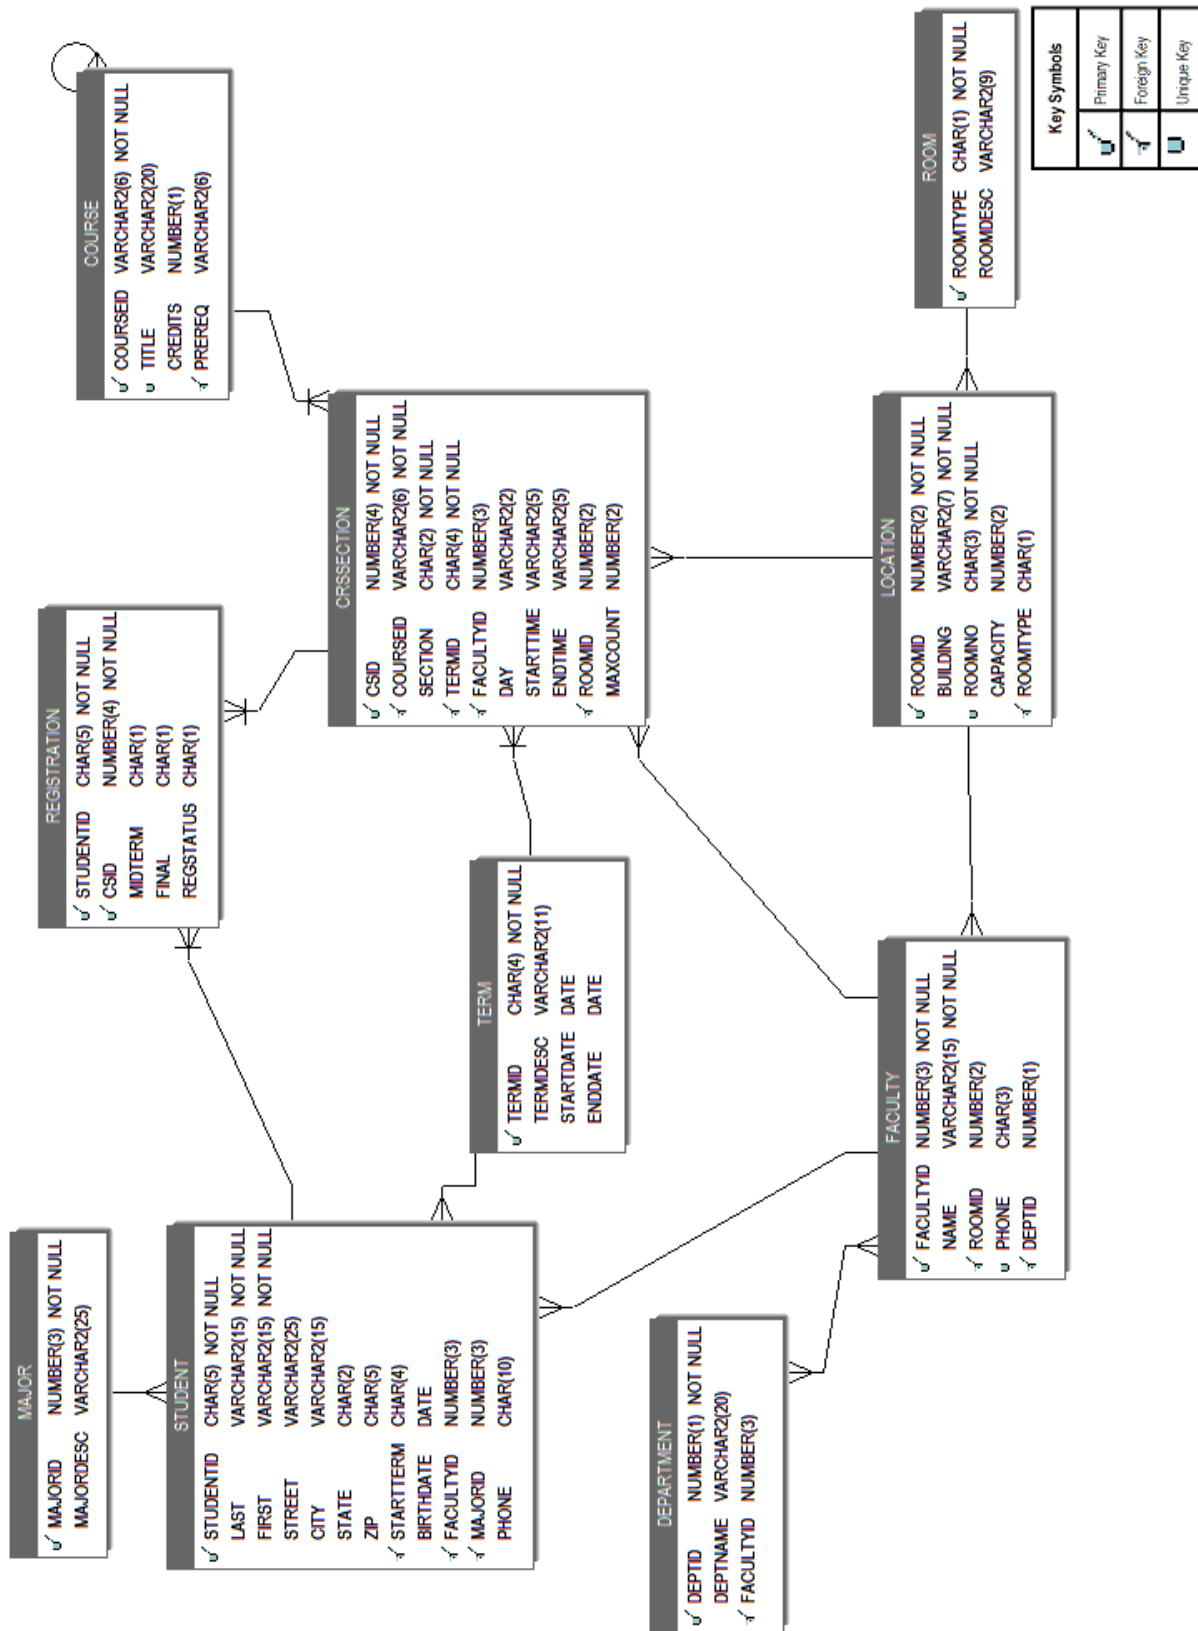 MAJOR
MAJORID NUMBER(3) NOT NULL
MAJORDESC VARCHAR2(25)
STUDENT
STUDENTID CHAR(5) NOT NULL
LAST VARCHAR2(15) NOT NULL
FIRST VARCHAR2(15) NOT NULL
STREET VARCHAR2(25)
CITY VARCHAR2(15)
STATE CHAR(2)
ZIP CHAR(5)
STARTTERM CHAR(4)
BIRTHDATE DATE
FACULTYID NUMBER(3)
MAJORID NUMBER(3)
PHONE CHAR(10)
DEPARTMENT
DEPTID NUMBER(1) NOT NULL
DEPTNAME VARCHAR2(20)
FACULTYID NUMBER(3)
REGISTRATION
STUDENTID CHAR(5) NOT NULL
CSID NUMBER(4) NOT NULL
MIDTERM CHAR(1)
FINAL CHAR(1)
REGSTATUS CHAR(1)
TERM
TERMID CHAR(4) NOT NULL
TERMDESC VARCHAR2(11)
STARTDATE DATE
ENDDATE DATE
FACULTY
FACULTYID NUMBER(3) NOT NULL
NAME VARCHAR2(15) NOT NULL
ROOMID NUMBER(2)
PHONE CHAR(3)
DEPTID NUMBER(1)
COURSE
COURSEID VARCHAR2(6) NOT NULL
TITLE VARCHAR2(20)
CREDITS NUMBER(1)
PREREQ VARCHAR2(6)
CRSSECTION
CSID NUMBER(4) NOT NULL
COURSEID VARCHAR2(6) NOT NULL
SECTION CHAR(2) NOT NULL
TERMID CHAR(4) NOT NULL
FACULTYID NUMBER(3)
DAY VARCHAR2(2)
STARTTIME VARCHAR2(5)
ENDTIME VARCHAR2(5)
ROOMID NUMBER(2)
MAXCOUNT NUMBER(2)
LOCATION
ROOMID NUMBER(2) NOT NULL
BUILDING VARCHAR2(7) NOT NULL
ROOMNO CHAR(3) NOT NULL
CAPACITY NUMBER(2)
ROOMTYPE CHAR(1)
ROOM
ROOMTYPE CHAR(1) NOT NULL
ROOMDESC VARCHAR2(9)
Key Symbols
Primary Key
Foreign Key
Unique Key